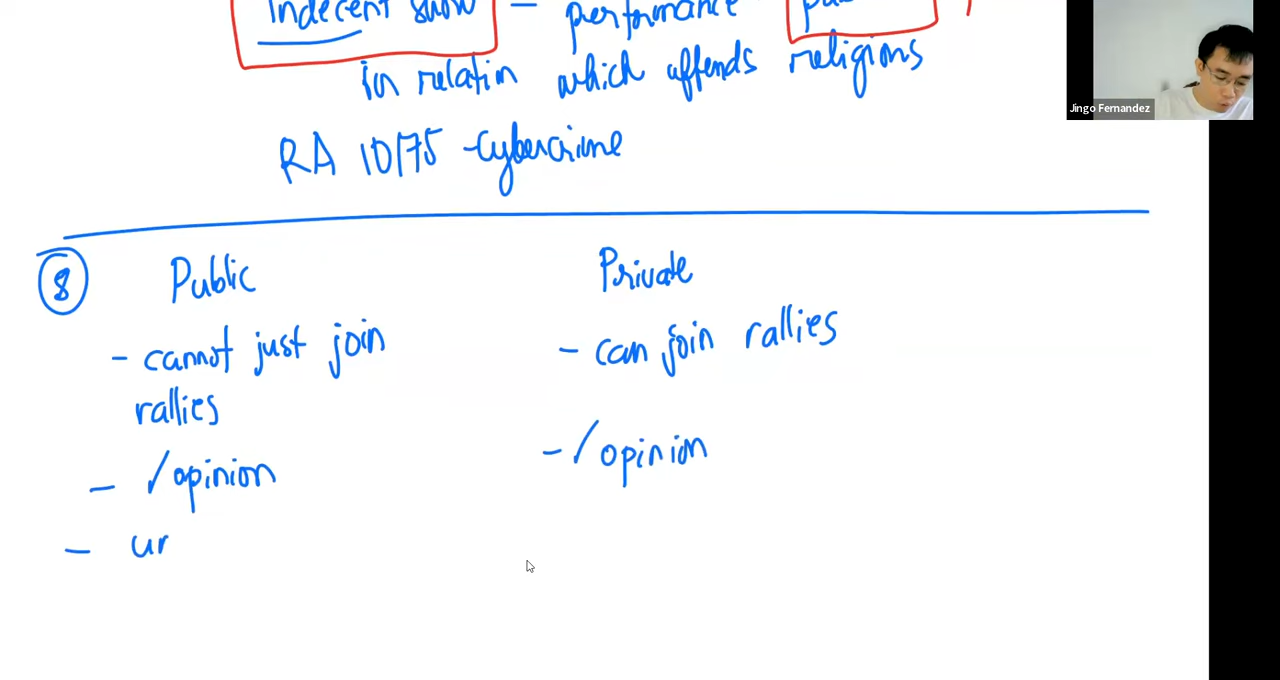 indecent show - performance
in relatin which offends religions
Jingo Fernandez
RA 10175 -Cybercrime
8 Public Private
- cannot just join - can join rallies
rallies
- ✓ opinion - ✓ opinion
- ur